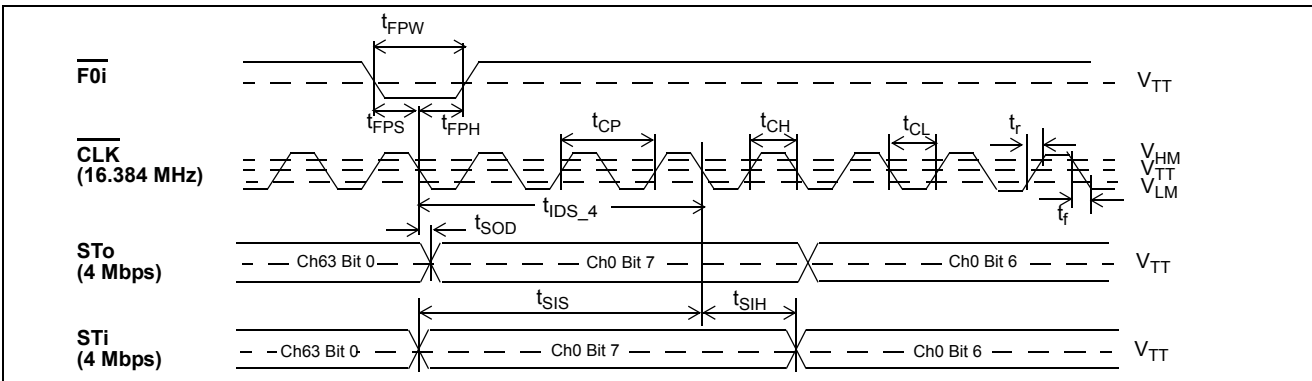 tFPW
F0i
VTT
tFPS tFPH
tCP tCH tCL tr
CLK
(16.384 MHz)
VHM
VTT
VLM
tIDS_4
tf
tSOD
STo
(4 Mbps)
Ch63 Bit 0 Ch0 Bit 7 Ch0 Bit 6 VTT
tSIS tSIH
STi
(4 Mbps)
Ch63 Bit 0 Ch0 Bit 7 Ch0 Bit 6 VTT